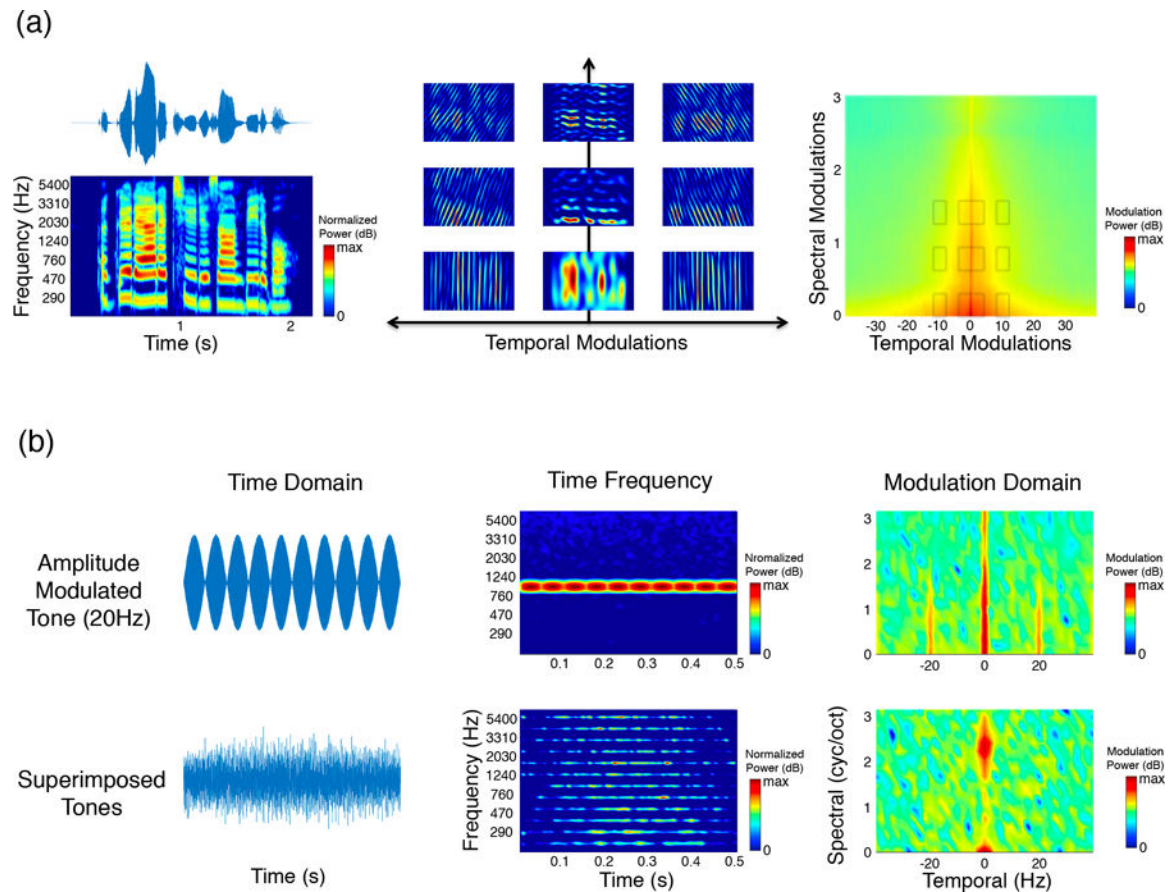 (a)
5400
3310
2030
1240
760
470
290
Frequency (Hz)
1
2
Time (s)
Normalized
Power (dB)
max
0
Temporal Modulations
3
2
1
0
Spectral Modulations
-30 -20 -10 0 10 20 30
Temporal Modulations
Modulation
Power (dB)
max
0
(b)
Time Domain
Time Frequency
Modulation Domain
Amplitude
Modulated
Tone (20Hz)
5400
3310
2030
1240
760
470
290
0.1 0.2 0.3 0.4 0.5
Nromalized
Power (dB)
max
0
3
2
1
0
-20 0 20
Modulation
Power (dB)
max
0
Superimposed
Tones
Time (s)
Frequency (Hz)
5400
3310
2030
1240
760
470
290
0.1 0.2 0.3 0.4 0.5
Time (s)
Normalized
Power (dB)
max
0
Spectral (cyc/oct)
3
2
1
0
-20 0 20
Temporal (Hz)
Modulation
Power (dB)
max
0